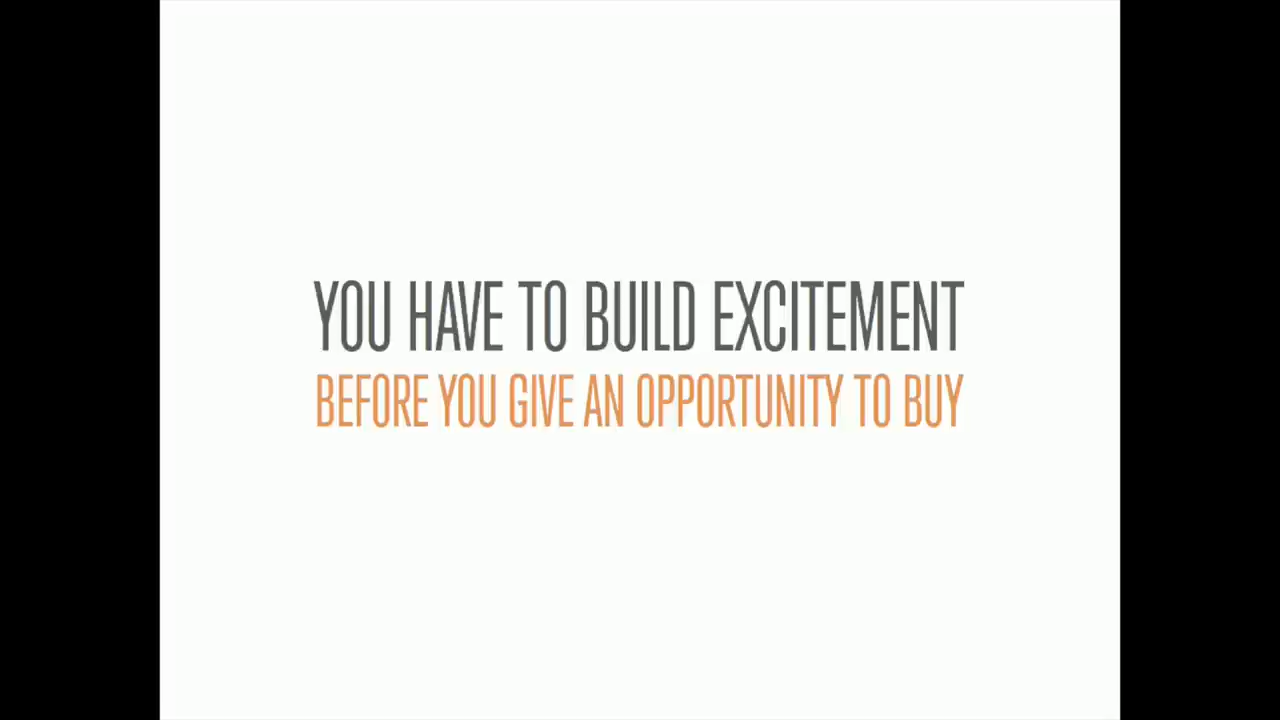 YOU HAVE TO BUILD EXCITEMENT
BEFORE YOU GIVE AN OPPORTUNITY TO BUY